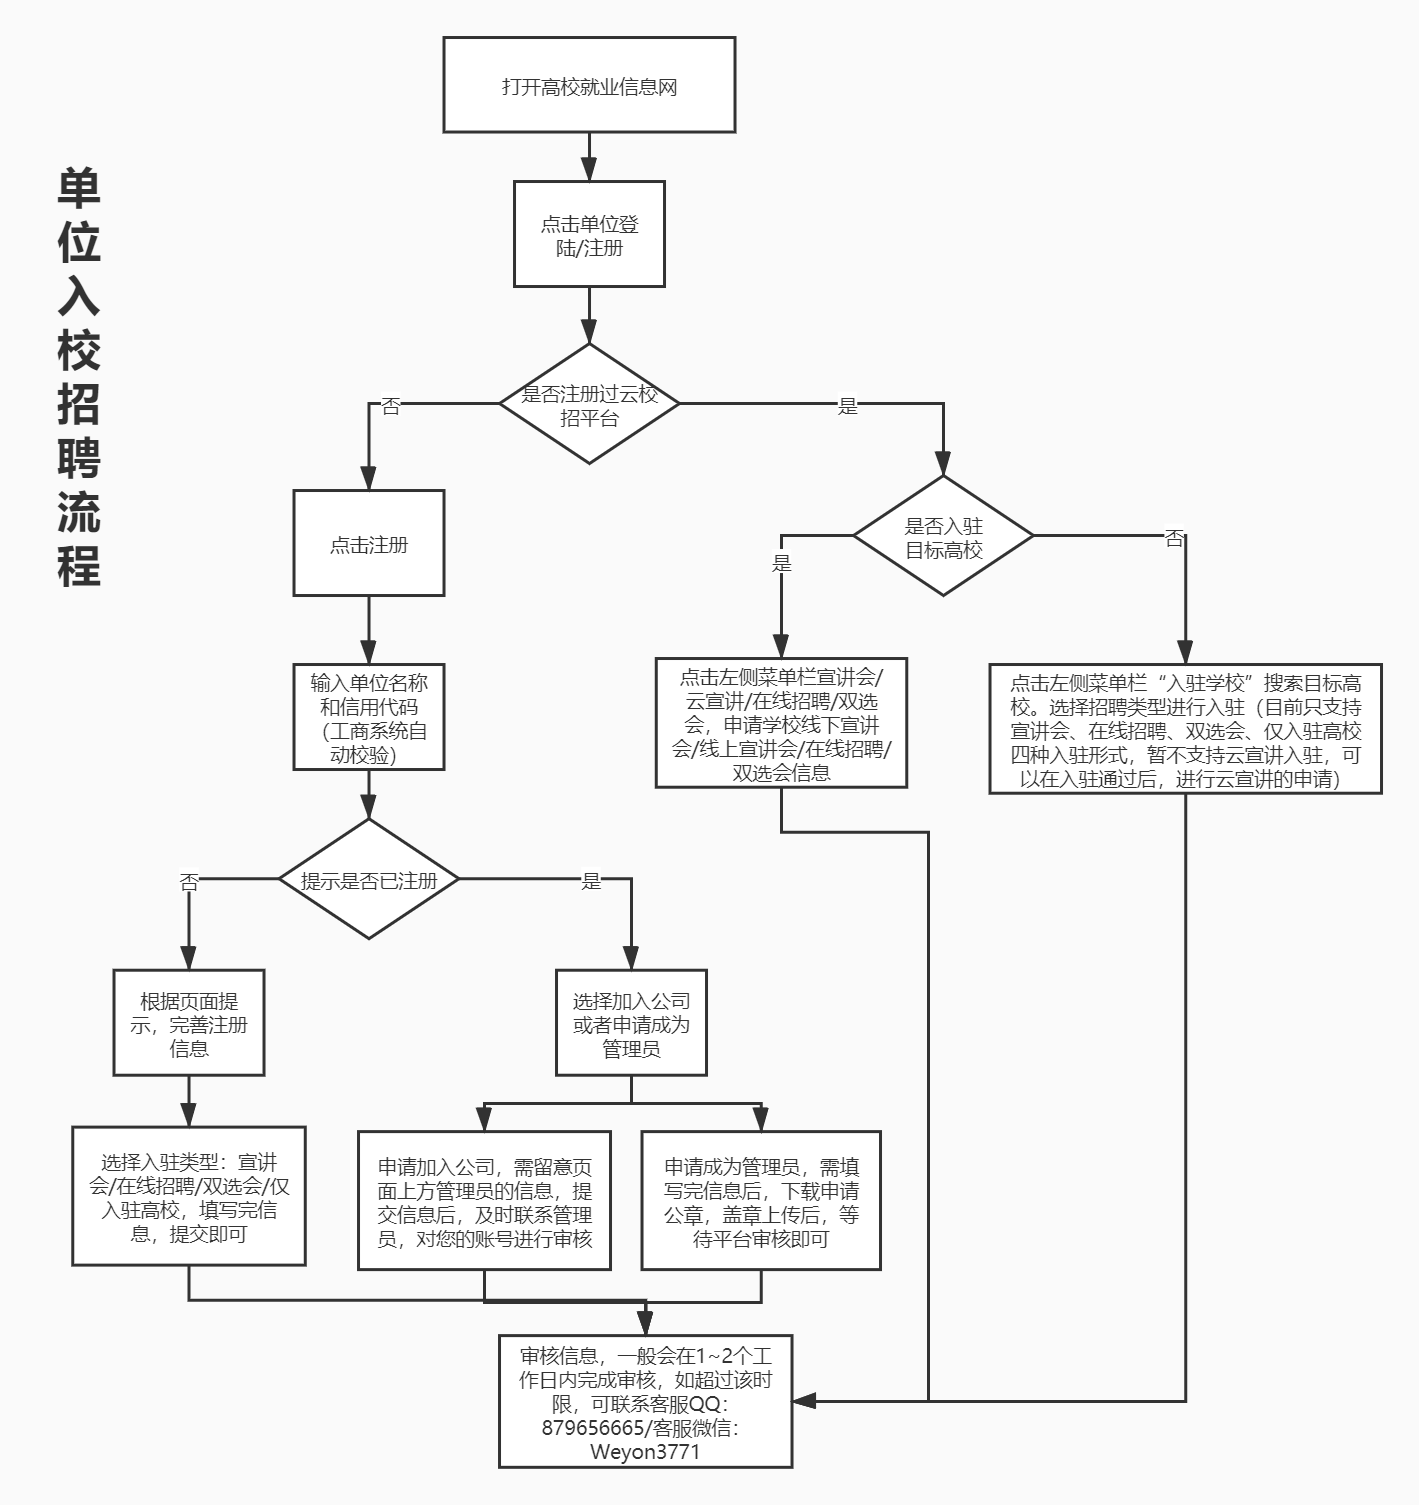 单位入校招聘流程
打开高校就业信息网
点击单位登
陆/注册
是否注册过云校
招平台
否
是
点击注册
是否入驻
目标高校
是
否
输入单位名称
和信用代码
（工商系统自
动校验）
点击左侧菜单栏宣讲会/
云宣讲/在线招聘/双选
会，申请学校线下宣讲
会/线上宣讲会/在线招聘/
双选会信息
点击左侧菜单栏“入驻学校”搜索目标高
校。选择招聘类型进行入驻（目前只支持
宣讲会、在线招聘、双选会、仅入驻高校
四种入驻形式，暂不支持云宣讲入驻，可
以在入驻通过后，进行云宣讲的申请）
提示是否已注册
否
是
根据页面提
示，完善注册
信息
选择加入公司
或者申请成为
管理员
选择入驻类型：宣讲
会/在线招聘/双选会/仅
入驻高校，填写完信
息，提交即可
申请加入公司，需留意页
面上方管理员的信息，提
交信息后，及时联系管理
员，对您的账号进行审核
申请成为管理员，需填
写完信息后，下载申请
公章，盖章上传后，等
待平台审核即可
审核信息，一般会在1~2个工
作日内完成审核，如超过该时
限，可联系客服QQ：
879656665/客服微信：
Weyon3771